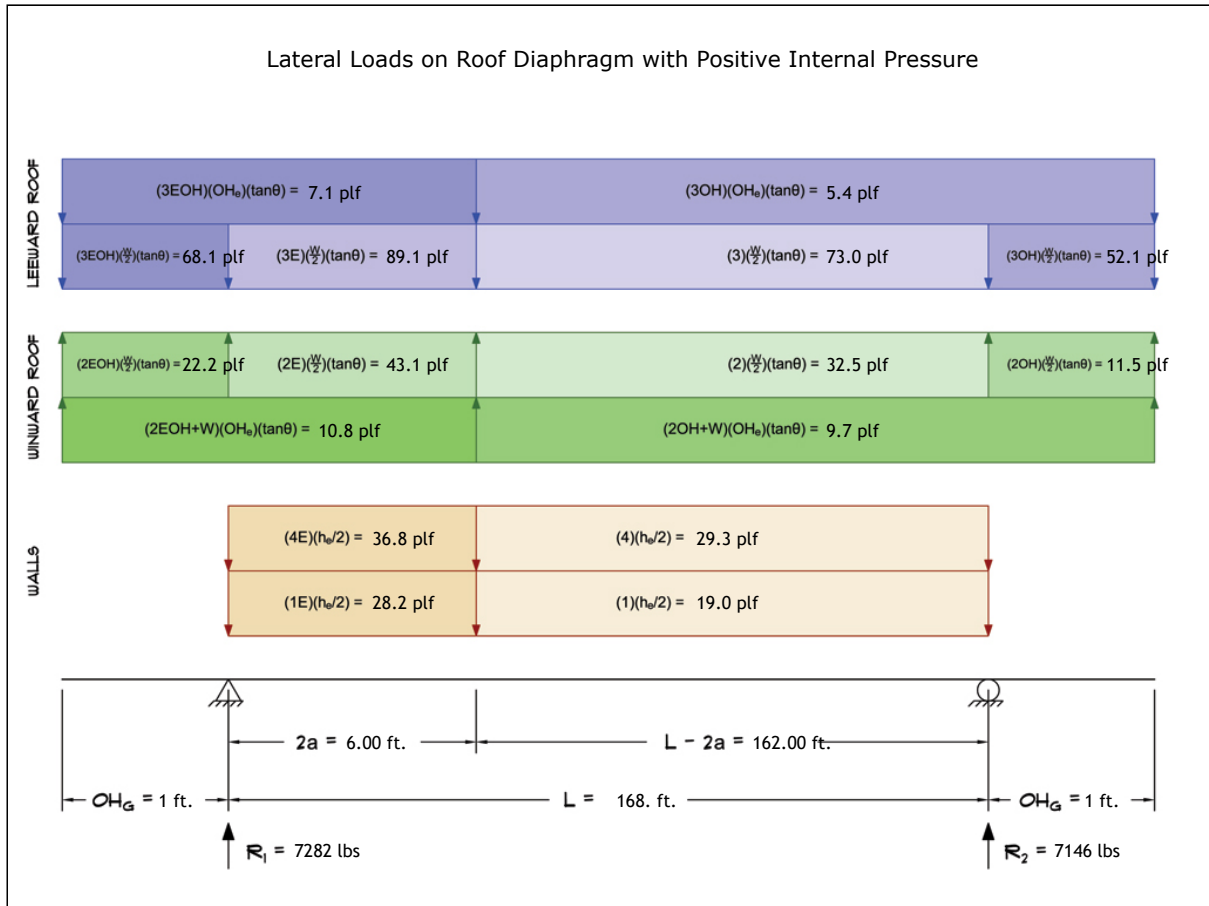 Lateral Loads on Roof Diaphragm with Positive Internal Pressure
LEEWARD ROOF
(3EOH)(OHₑ)(tanθ) = 7.1 plf
(3OH)(OHₑ)(tanθ) = 5.4 plf
(3EOH)(W/2)(tanθ) = 68.1 plf
(3E)(W/2)(tanθ) = 89.1 plf
(3)(W/2)(tanθ) = 73.0 plf
(3OH)(W/2)(tanθ) = 52.1 plf
WINWARD ROOF
(2EOH)(W/2)(tanθ) = 22.2 plf
(2E)(W/2)(tanθ) = 43.1 plf
(2)(W/2)(tanθ) = 32.5 plf
(2OH)(W/2)(tanθ) = 11.5 plf
(2EOH+W)(OHₑ)(tanθ) = 10.8 plf
(2OH+W)(OHₑ)(tanθ) = 9.7 plf
WALLS
(4E)(hₑ/2) = 36.8 plf
(4)(hₑ/2) = 29.3 plf
(1E)(hₑ/2) = 28.2 plf
(1)(hₑ/2) = 19.0 plf
2a = 6.00 ft.
L - 2a = 162.00 ft.
OH_G = 1 ft.
L = 168. ft.
OH_G = 1 ft.
R₁ = 7282 lbs
R₂ = 7146 lbs